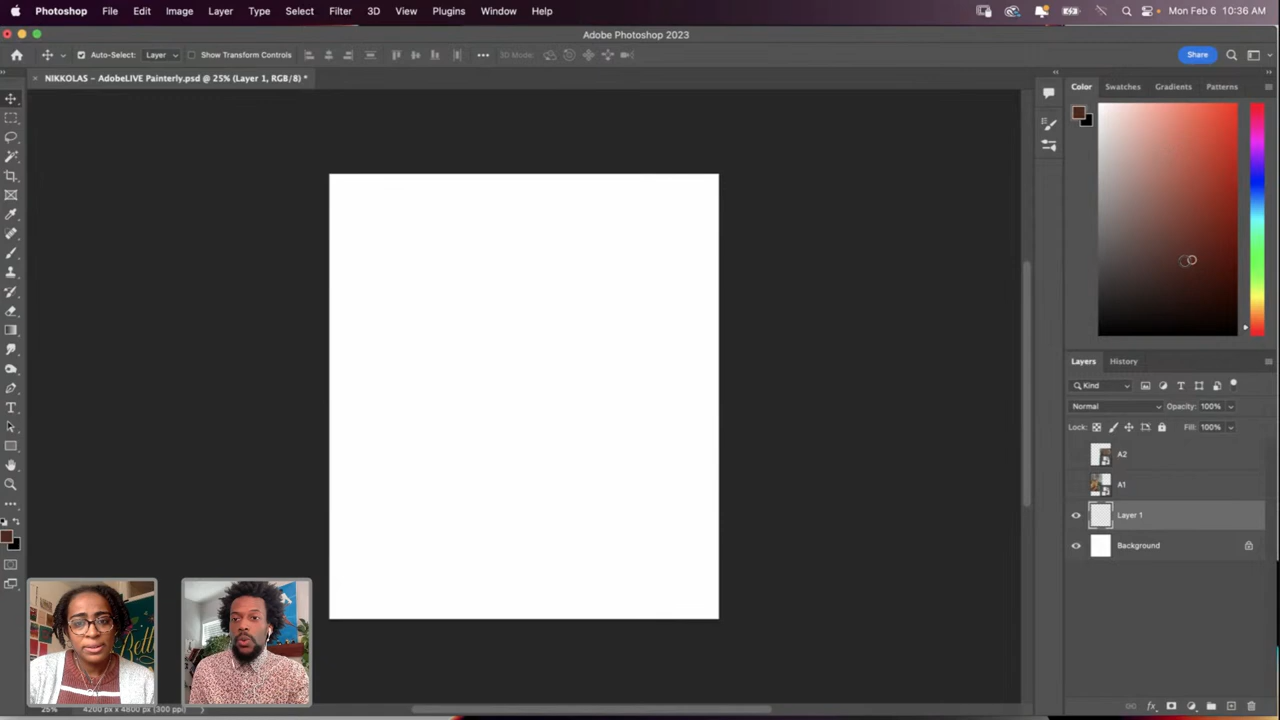 Photoshop File Edit Image Layer Type Select Filter 3D View Plugins Window Help Mon Feb 6 10:36 AM
Adobe Photoshop 2023
Auto-Select: Layer Show Transform Controls 3D Mode: Share
NIKKOLAS – AdobeLIVE Painterly.psd @ 25% (Layer 1, RGB/8) *
Color Swatches Gradients Patterns
Layers History
Kind
Normal Opacity: 100%
Lock: Fill: 100%
A2
A1
Layer 1
Background
25% 4200 px x 4800 px (300 ppi)